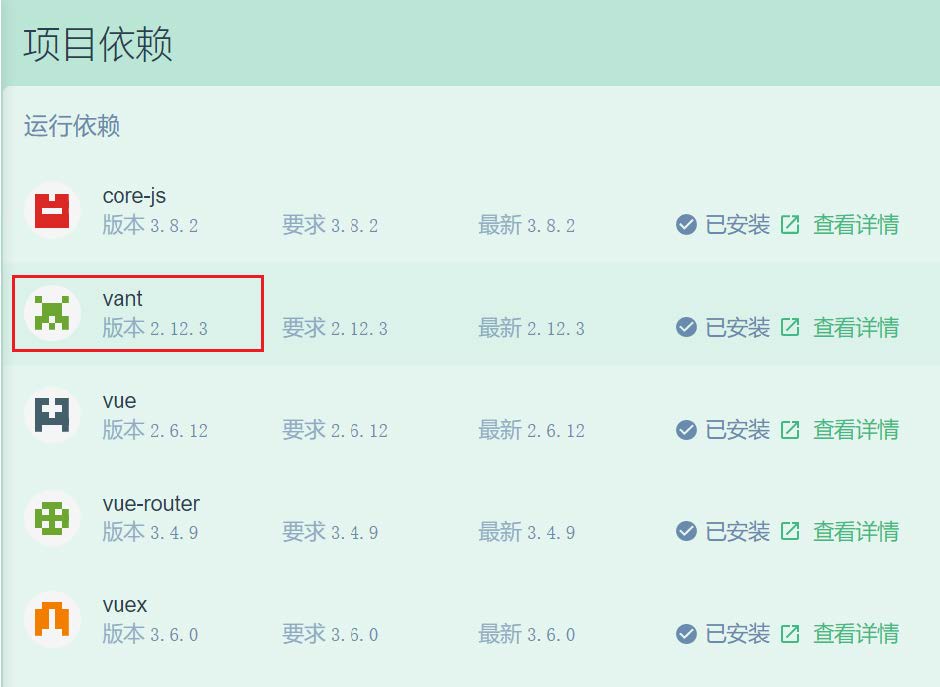 项目依赖
运行依赖
core-js
版本 3.8.2 要求 3.8.2 最新 3.8.2 已安装 查看详情
vant
版本 2.12.3 要求 2.12.3 最新 2.12.3 已安装 查看详情
vue
版本 2.6.12 要求 2.6.12 最新 2.6.12 已安装 查看详情
vue-router
版本 3.4.9 要求 3.4.9 最新 3.4.9 已安装 查看详情
vuex
版本 3.6.0 要求 3.6.0 最新 3.6.0 已安装 查看详情